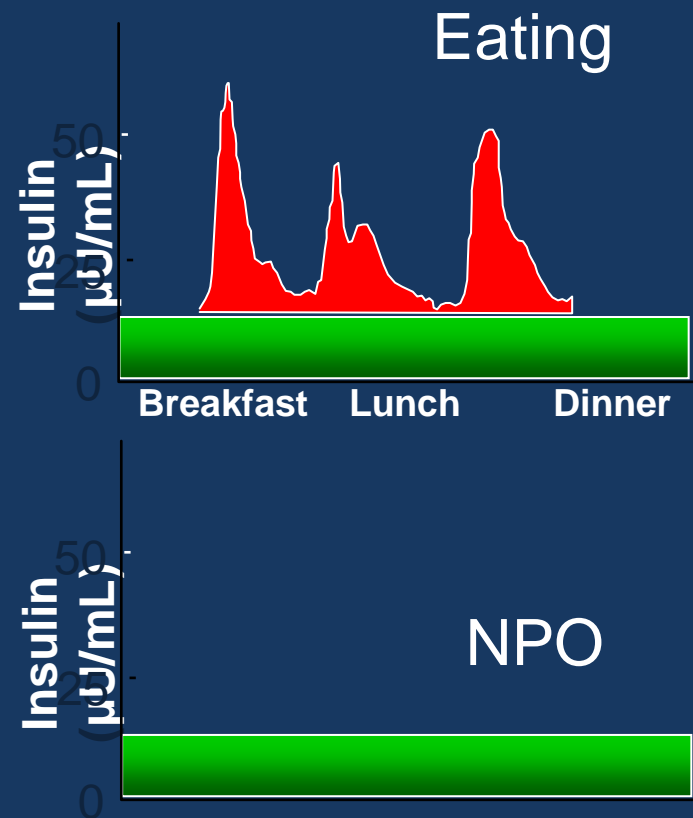 Eating
Insulin
(µU/mL)
50
25
0
Breakfast Lunch Dinner
NPO
Insulin
(µU/mL)
50
25
0